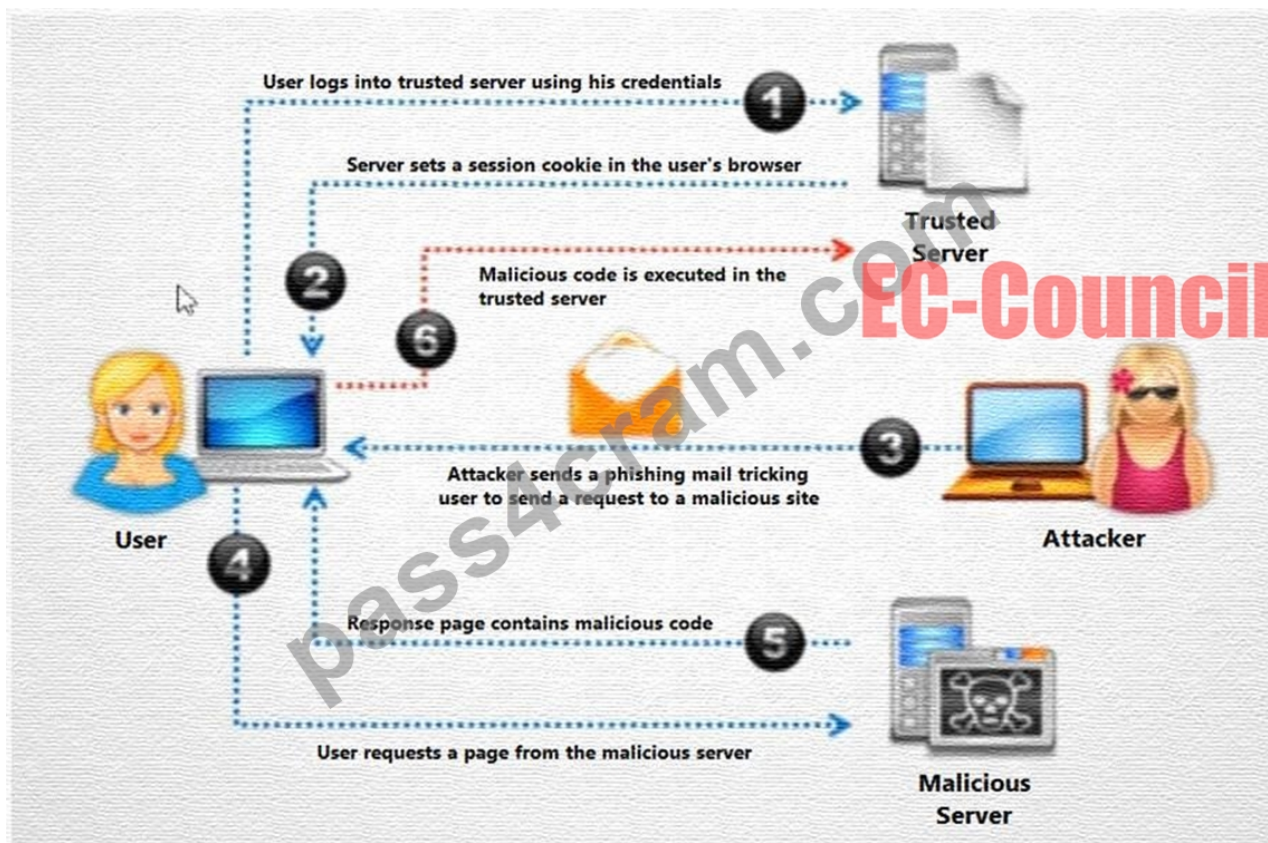 User logs into trusted server using his credentials
1
Server sets a session cookie in the user's browser
Trusted
Server
EC-Council
2
Malicious code is executed in the
trusted server
6
3
Attacker sends a phishing mail tricking
user to send a request to a malicious site
User
Attacker
4
Response page contains malicious code
5
User requests a page from the malicious server
Malicious
Server
pass4cram.com